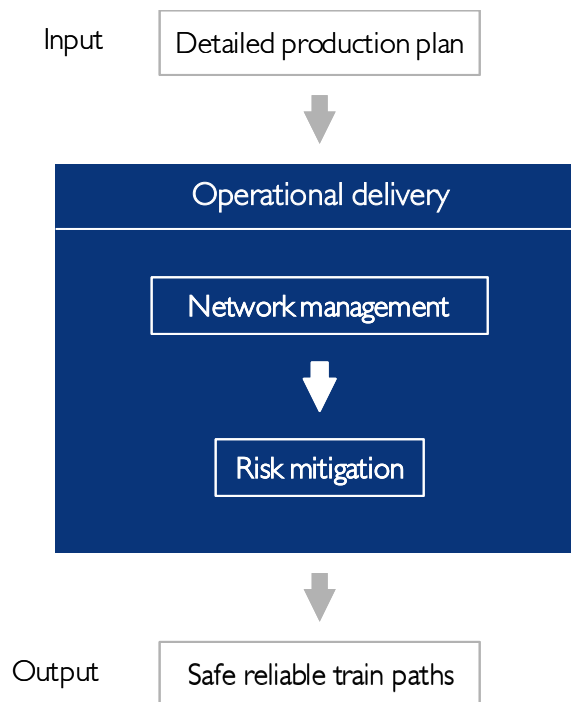 Input
Detailed production plan
Operational delivery
Network management
Risk mitigation
Output
Safe reliable train paths